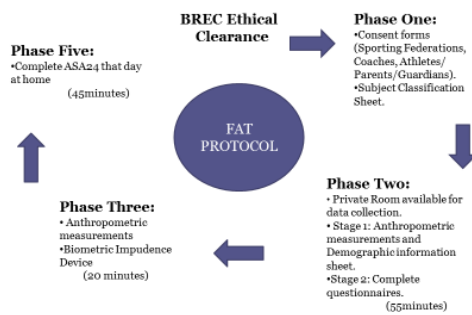 BREC Ethical
Clearance
Phase One:
•Consent forms
(Sporting Federations,
Coaches, Athletes/
Parents/Guardians).
•Subject Classification
Sheet.
Phase Two:
• Private Room available for
data collection.
• Stage 1: Anthropometric
measurements and
Demographic information
sheet.
•Stage 2: Complete
questionnaires.
(55minutes)
Phase Three:
• Anthropometric
measurements
•Biometric Impudence
Device
(20 minutes)
Phase Five:
•Complete ASA24 that day
at home
(45minutes)
FAT
PROTOCOL